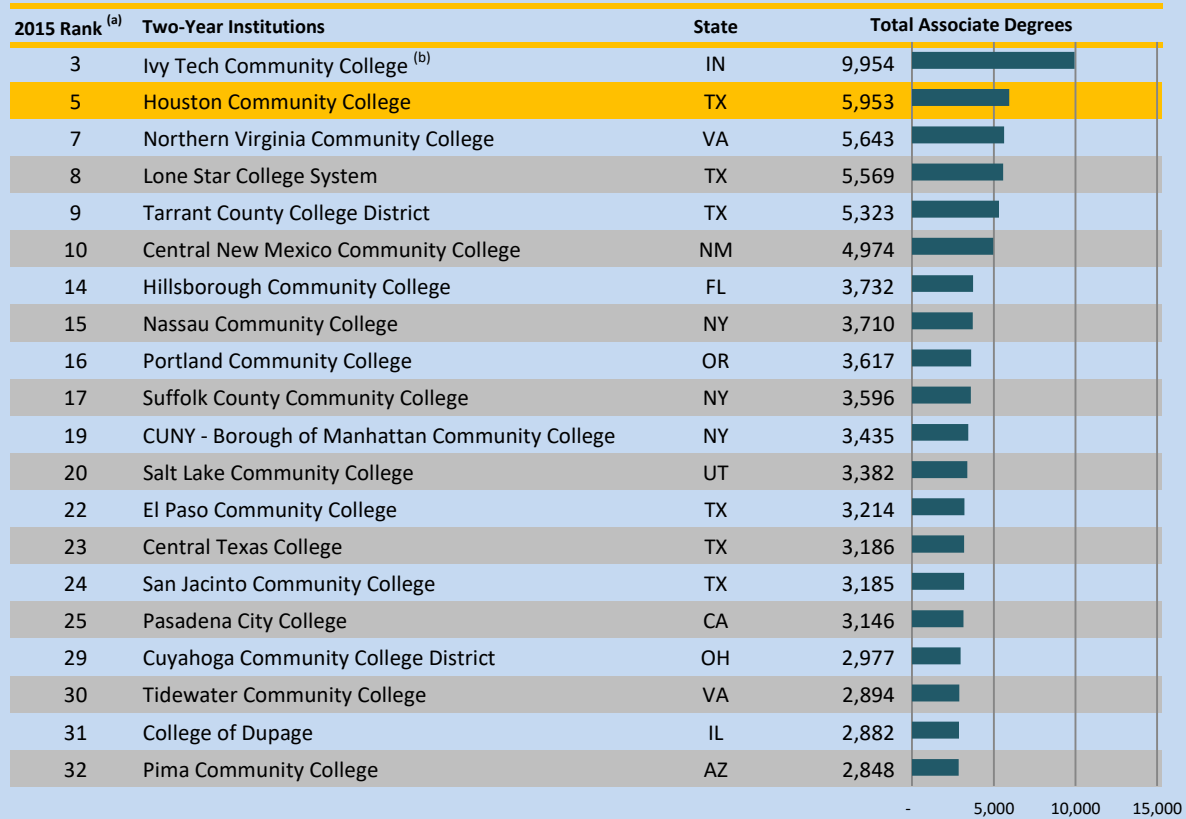 2015 Rank (a) Two-Year Institutions State Total Associate Degrees
3 Ivy Tech Community College (b) IN 9,954
5 Houston Community College TX 5,953
7 Northern Virginia Community College VA 5,643
8 Lone Star College System TX 5,569
9 Tarrant County College District TX 5,323
10 Central New Mexico Community College NM 4,974
14 Hillsborough Community College FL 3,732
15 Nassau Community College NY 3,710
16 Portland Community College OR 3,617
17 Suffolk County Community College NY 3,596
19 CUNY - Borough of Manhattan Community College NY 3,435
20 Salt Lake Community College UT 3,382
22 El Paso Community College TX 3,214
23 Central Texas College TX 3,186
24 San Jacinto Community College TX 3,185
25 Pasadena City College CA 3,146
29 Cuyahoga Community College District OH 2,977
30 Tidewater Community College VA 2,894
31 College of Dupage IL 2,882
32 Pima Community College AZ 2,848
- 5,000 10,000 15,000